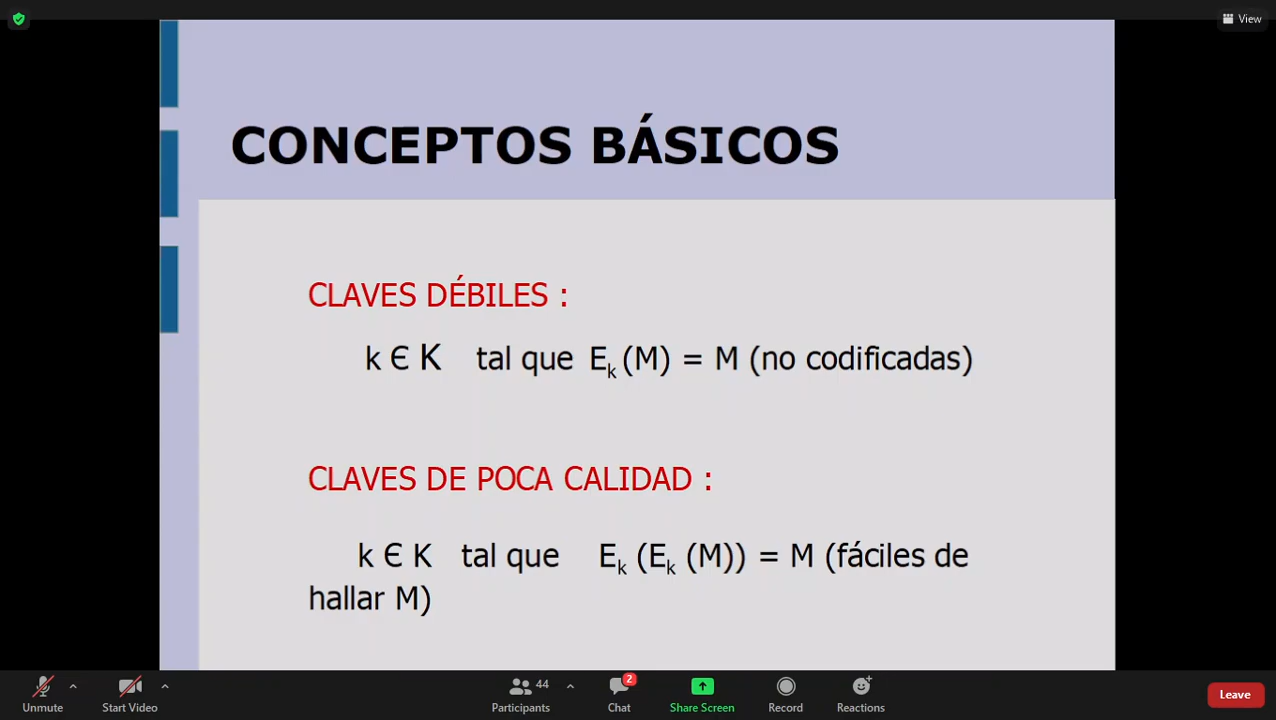 View
CONCEPTOS BÁSICOS
CLAVES DÉBILES :
k Є K tal que Ek (M) = M (no codificadas)
CLAVES DE POCA CALIDAD :
k Є K tal que Ek (Ek (M)) = M (fáciles de
hallar M)
Unmute
Start Video
44
Participants
2
Chat
Share Screen
Record
Reactions
Leave